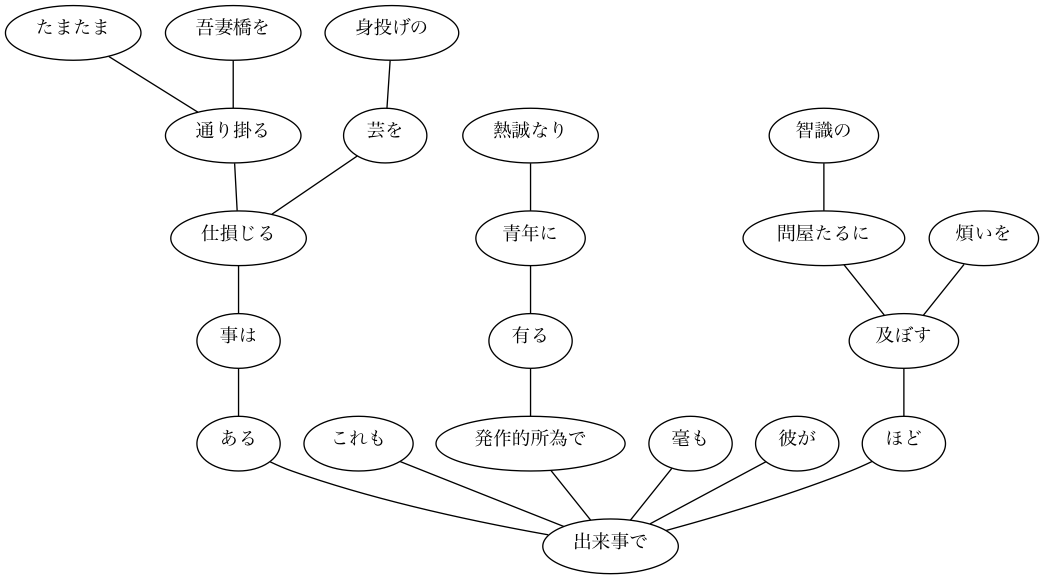 たまたま
吾妻橋を
身投げの
通り掛る
芸を
熱誠なり
智識の
仕損じる
青年に
問屋たるに
煩いを
事は
有る
及ぼす
ある
これも
発作的所為で
毫も
彼が
ほど
出来事で